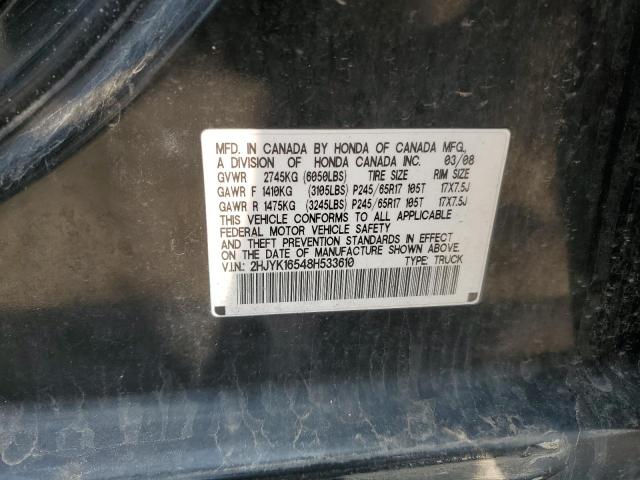 MFD. IN CANADA BY HONDA OF CANADA MFG.,
A DIVISION OF HONDA CANADA INC. 03/08
GVWR 2745KG (6050LBS) TIRE SIZE RIM SIZE
GAWR F 1410KG (3105LBS) P245/65R17 105T 17X7.5J
GAWR R 1475KG (3245LBS) P245/65R17 105T 17X7.5J
THIS VEHICLE CONFORMS TO ALL APPLICABLE
FEDERAL MOTOR VEHICLE SAFETY
AND THEFT PREVENTION STANDARDS IN EFFECT
ON THE DATE OF MANUFACTURE SHOWN ABOVE.
V.I.N.: 2HJYK16548H533610 TYPE: TRUCK